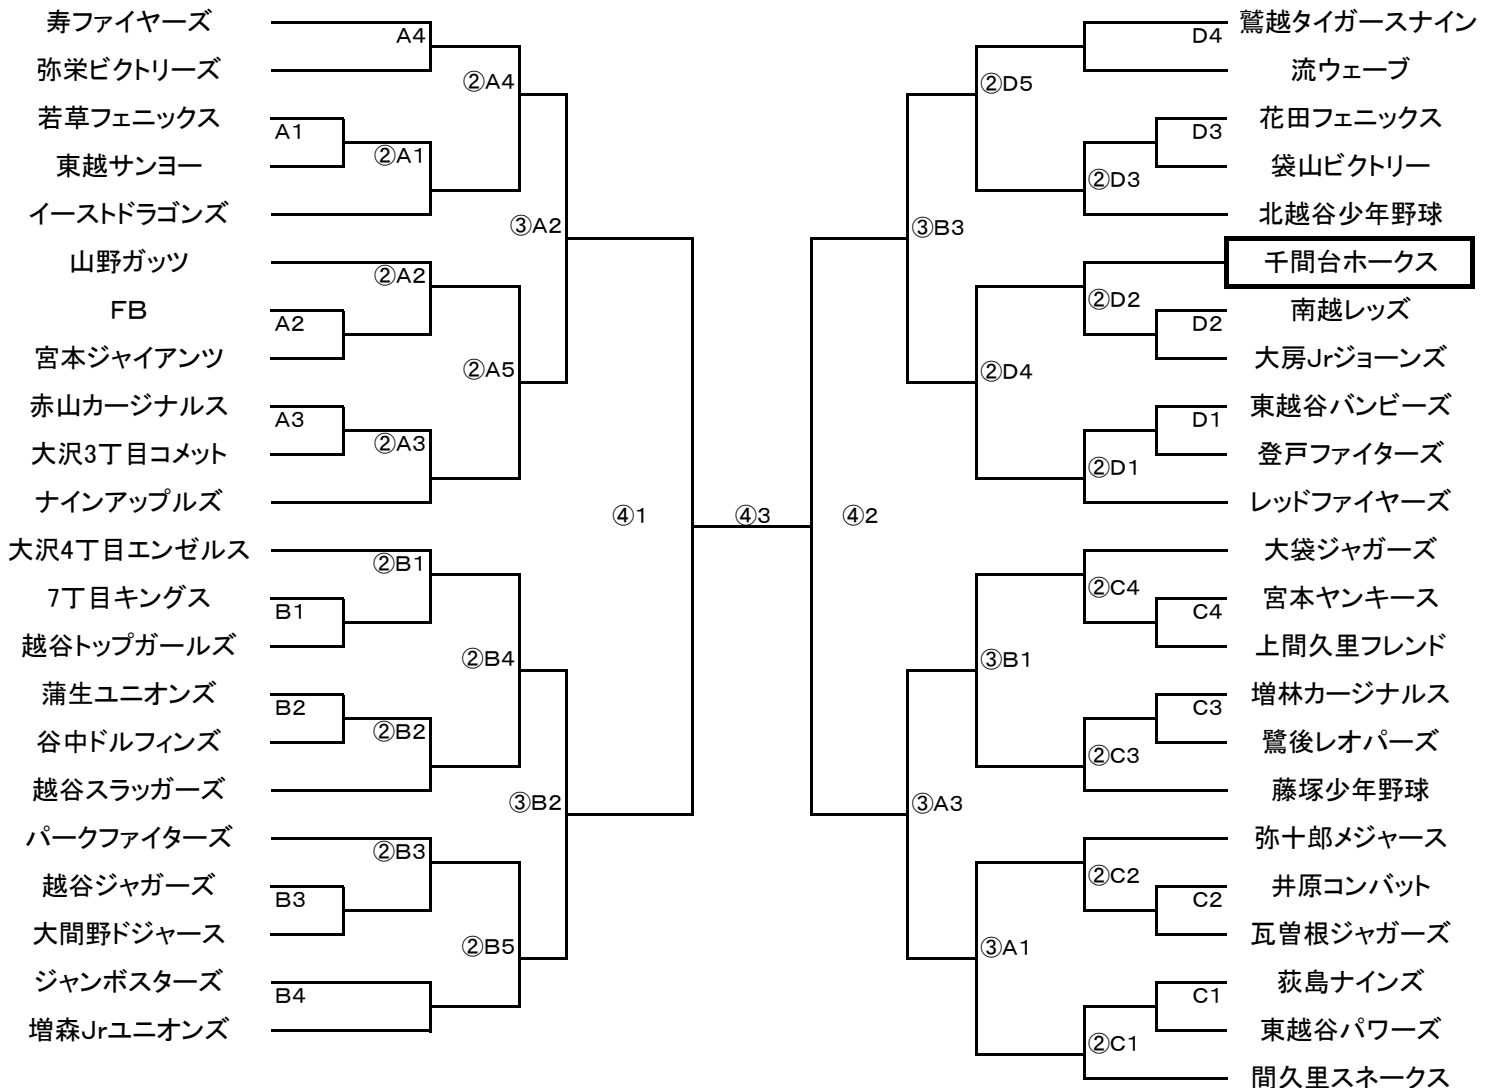 寿ファイヤーズ
弥栄ビクトリーズ
若草フェニックス
東越サンヨー
イーストドラゴンズ
山野ガッツ
FB
宮本ジャイアンツ
赤山カージナルス
大沢3丁目コメット
ナインアップルズ
大沢4丁目エンゼルス
7丁目キングス
越谷トップガールズ
蒲生ユニオンズ
谷中ドルフィンズ
越谷スラッガーズ
パークファイターズ
越谷ジャガーズ
大間野ドジャース
ジャンボスターズ
増森Jrユニオンズ
A4
A1
A2
A3
B1
B2
B3
B4
②A4
②A1
②A2
②A5
②A3
②B1
②B4
②B2
②B3
②B5
③A2
③B2
④1
④3
④2
③B3
③A3
②D5
②D3
②D2
②D4
②D1
②C4
③B1
②C3
②C2
③A1
②C1
D4
D3
D2
D1
C4
C3
C2
C1
鷲越タイガースナイン
流ウェーブ
花田フェニックス
袋山ビクトリー
北越谷少年野球
千間台ホークス
南越レッズ
大房Jrジョーンズ
東越谷バンビーズ
登戸ファイターズ
レッドファイヤーズ
大袋ジャガーズ
宮本ヤンキース
上間久里フレンド
増林カージナルス
鷺後レオパーズ
藤塚少年野球
弥十郎メジャース
井原コンバット
瓦曽根ジャガーズ
荻島ナインズ
東越谷パワーズ
間久里スネークス